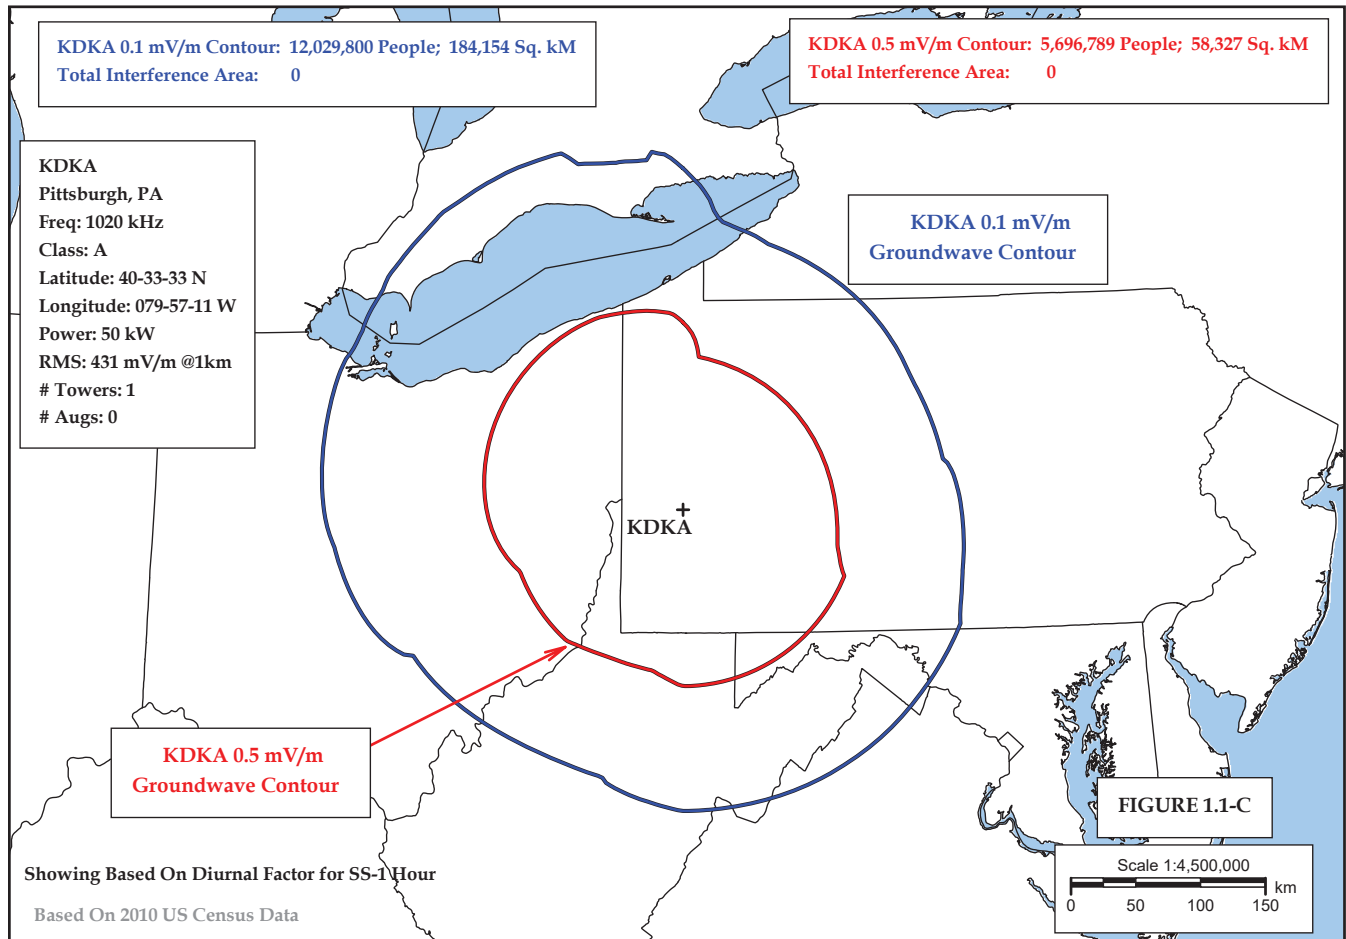 KDKA 0.1 mV/m Contour: 12,029,800 People; 184,154 Sq. kM
Total Interference Area: 0
KDKA 0.5 mV/m Contour: 5,696,789 People; 58,327 Sq. kM
Total Interference Area: 0
KDKA
Pittsburgh, PA
Freq: 1020 kHz
Class: A
Latitude: 40-33-33 N
Longitude: 079-57-11 W
Power: 50 kW
RMS: 431 mV/m @1km
# Towers: 1
# Augs: 0
KDKA 0.1 mV/m
Groundwave Contour
KDKA
KDKA 0.5 mV/m
Groundwave Contour
FIGURE 1.1-C
Showing Based On Diurnal Factor for SS-1 Hour
Based On 2010 US Census Data
Scale 1:4,500,000
km
0 50 100 150